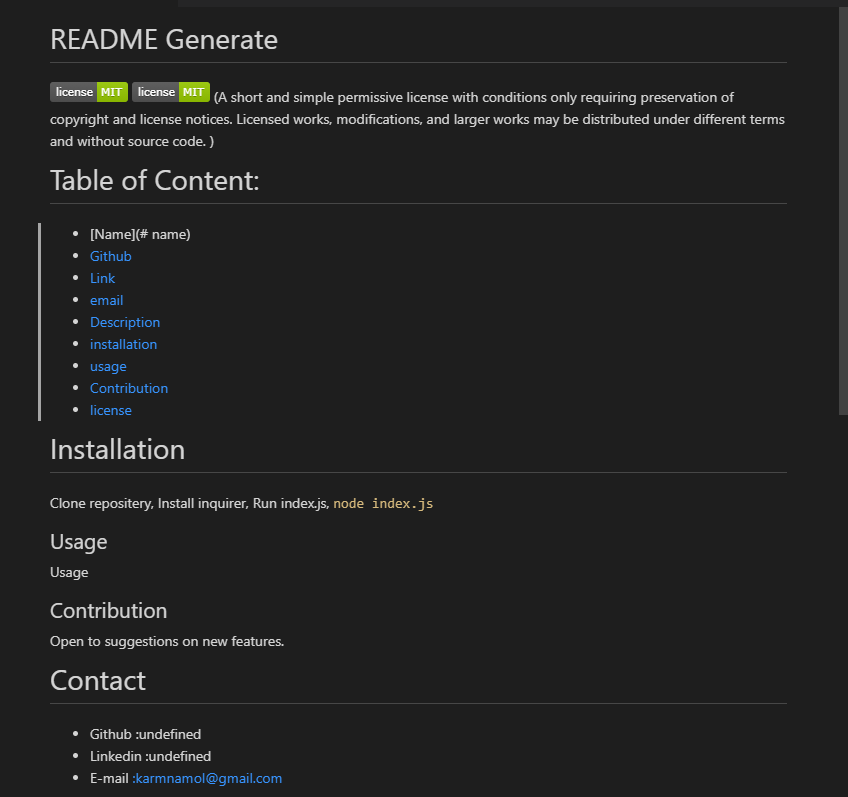 README Generate
license MIT license MIT (A short and simple permissive license with conditions only requiring preservation of
copyright and license notices. Licensed works, modifications, and larger works may be distributed under different terms
and without source code. )
Table of Content:
[Name](# name)
Github
Link
email
Description
installation
usage
Contribution
license
Installation
Clone repositery, Install inquirer, Run index.js, node index.js
Usage
Usage
Contribution
Open to suggestions on new features.
Contact
Github :undefined
Linkedin :undefined
E-mail :karmnamol@gmail.com